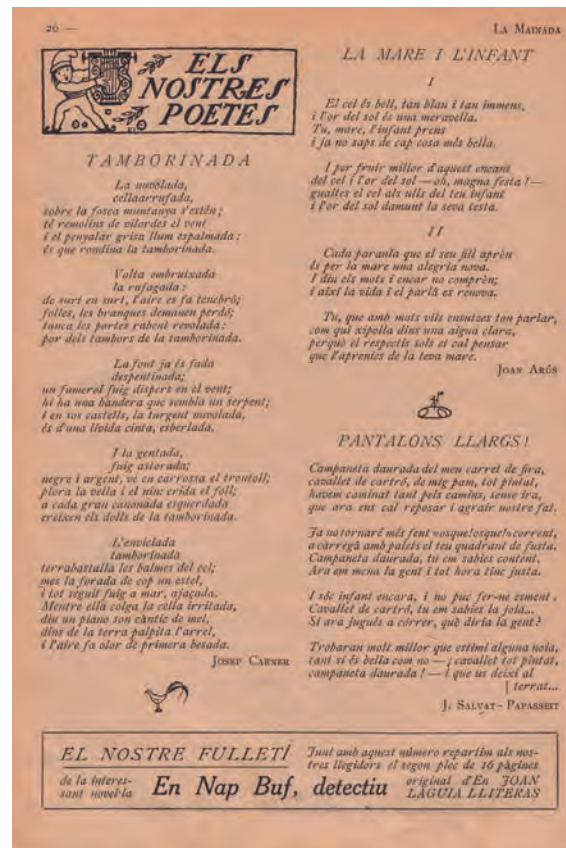 20 —
LA MAINADA
ELS
NOSTRES
POETES
TAMBORINADA
La nuvolada,
cellaarrufada,
sobre la fosca muntanya s'estén;
té remolins de vilordes el vent
i el penyalar grisa llum espalmada:
és que rondina la tamborinada.
Volta embruixada
la rufagada:
de surt en surt, l'aire es fa tenebró;
folles, les branques demanen perdó;
tanca les portes rabent revolada:
por dels tambors de la tamborinada.
La font ja és fada
despentinada;
un fumerol fuig dispers en el vent;
hi ha una bandera que sembla un serpent;
i en sos castells, la turgent nuvolada,
és d'una lívida cinta, esberlada.
I la gentada,
fuig astorada;
negre i argent, ve en carrossa el trontoll;
plora la vella i el ninc crida el foll;
a cada gran canonada esquerdada
creixen els dolls de la tamborinada.
L'enviclada
tamborinada
terrabastalla les balmes del cel;
mes la forada de cop un estel,
i tot seguit fuig a mar, ajaçada.
Mentre ella colga la cella irritada,
diu un piano son càntic de mel,
dins de la terra palpita l'arrel,
i l'aire fa olor de primera besada.
JOSEP CARNER
LA MARE I L'INFANT
I
El cel és bell, tan blau i tan immens,
i l'or del sol és una meravella.
Tu, mare, l'infant prens
i ja no saps de cap cosa més bella.
I per fruir millor d'aquest encant
del cel i l'or del sol — oh, magna festa! —
guaites el cel als ulls del teu infant
i l'or del sol damunt la seva testa.
II
Cada paraula que el seu fill aprèn
és per la mare una alegria nova.
I diu els mots i encar no comprèn;
i així la vida i el parlà es renova.
Tu, que amb mots vils ensutzes ton parlar,
com qui xipolla dins una aigua clara,
perquè el respectis sols et cal pensar
que l'aprenies de la teva mare.
JOAN ARÚS
PANTALONS LLARGS!
Campaneta daurada del meu carret de fira,
cavallet de cartró, de mig pam, tot pintat,
havem caminat tant pels camins, sense ira,
que ara ens cal reposar i agrair nostre fat.
Ja no tornaré més fent «osque!osque!» corrent,
a carregà amb palets el teu quadrant de fusta.
Campaneta daurada, tu em sabies content.
Ara em mena la gent i tot hora tinc justa.
I sóc infant encara, i no puc fer-ne esment.
Cavallet de cartró, tu em sabies la joia...
Si ara jugués a córrer, què diria la gent?
Trobaran molt millor que estimi alguna noia,
tant si és bella com no — ¡cavallet tot pintat,
campaneta daurada! — i que us deixi al
[ terrat...
J. SALVAT - PAPASSEIT
EL NOSTRE FULLETÍ
Junt amb aquest número repartim als nos-
tres llegidors el segon plec de 16 pàgines
de la interes-
sant novel·la
En Nap Buf, detectiu
original d'En JOAN
LAGUIA LLITERAS